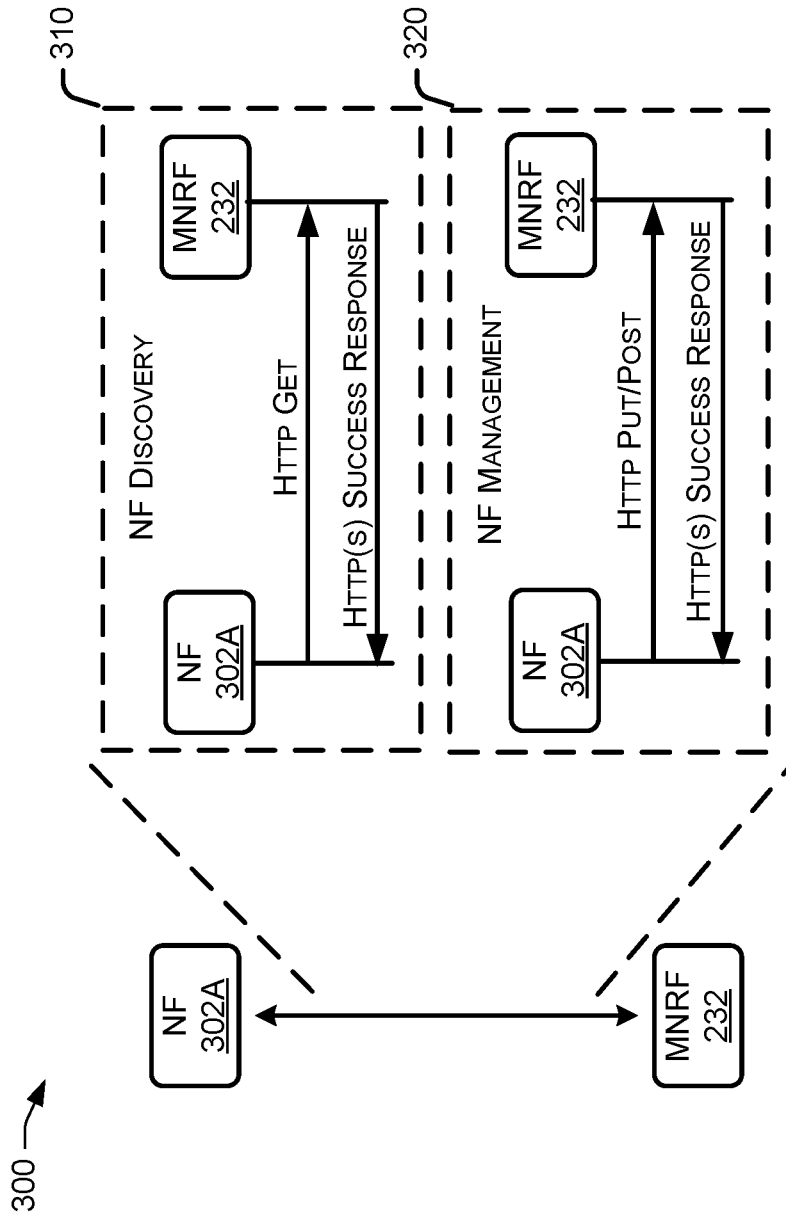 300
NF
302A
MNRF
232
310
NF DISCOVERY
NF
302A
MNRF
232
HTTP GET
HTTP(S) SUCCESS RESPONSE
320
NF MANAGEMENT
NF
302A
MNRF
232
HTTP PUT/POST
HTTP(S) SUCCESS RESPONSE